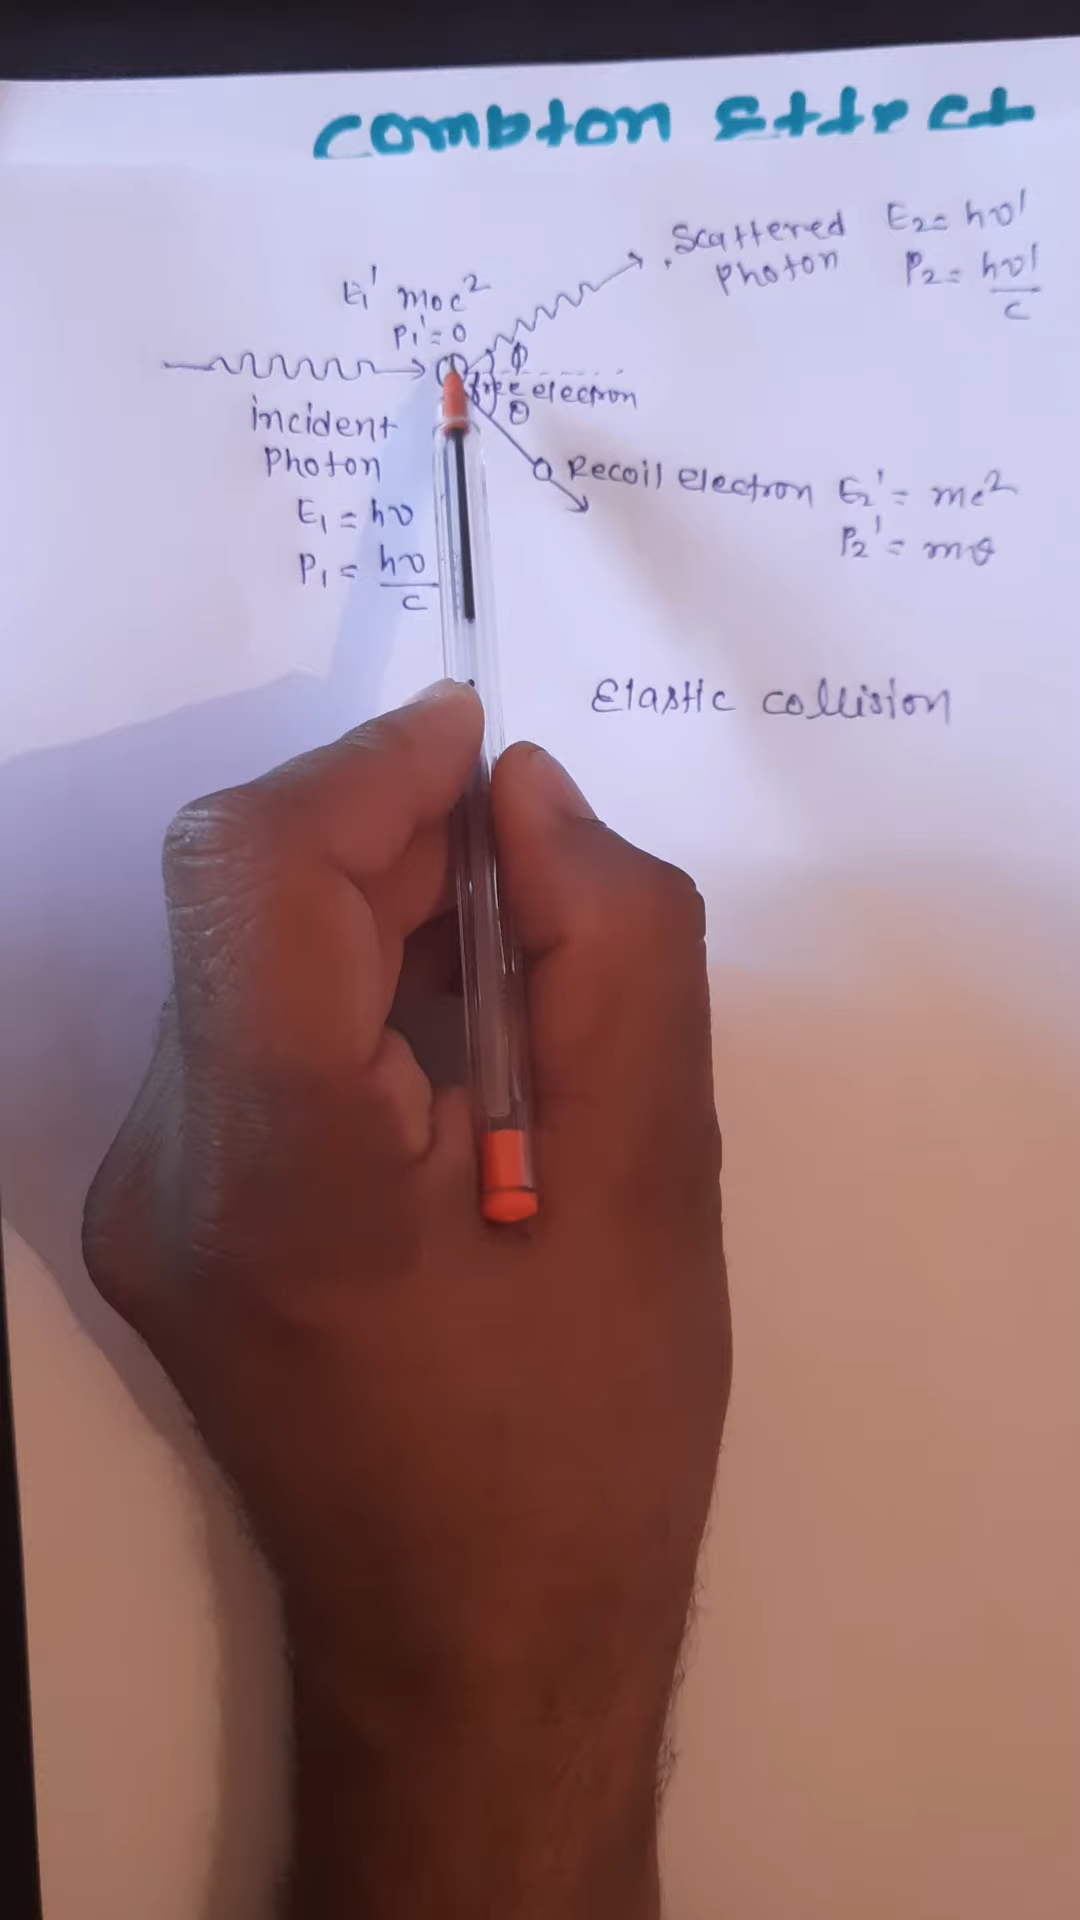 Compton Effect
Scattered
Photon
E₂ = hν'
P₂ = hν'/c
E₁' m₀c²
P₁' = 0
ϕ
free electron
θ
incident
Photon
E₁ = hν
P₁ = hν/c
Recoil electron
E₂' = mc²
P₂' = mϑ
Elastic collision